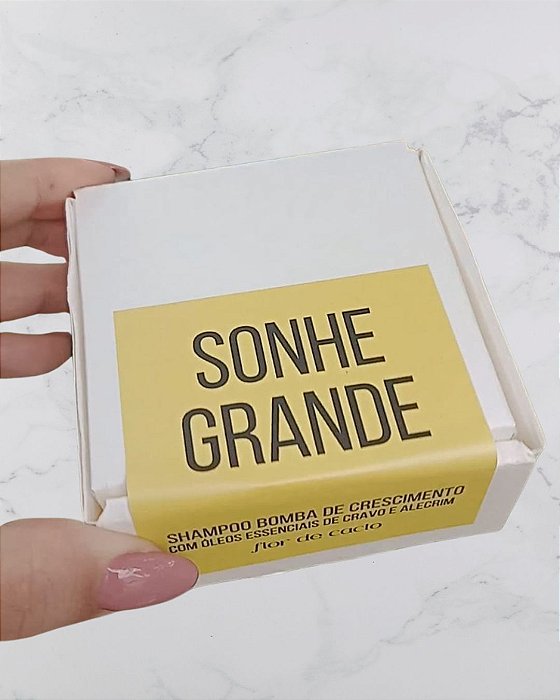 SONHE
GRANDE
SHAMPOO BOMBA DE CRESCIMENTO
COM ÓLEOS ESSENCIAIS DE CRAVO E ALECRIM
flor de cacto